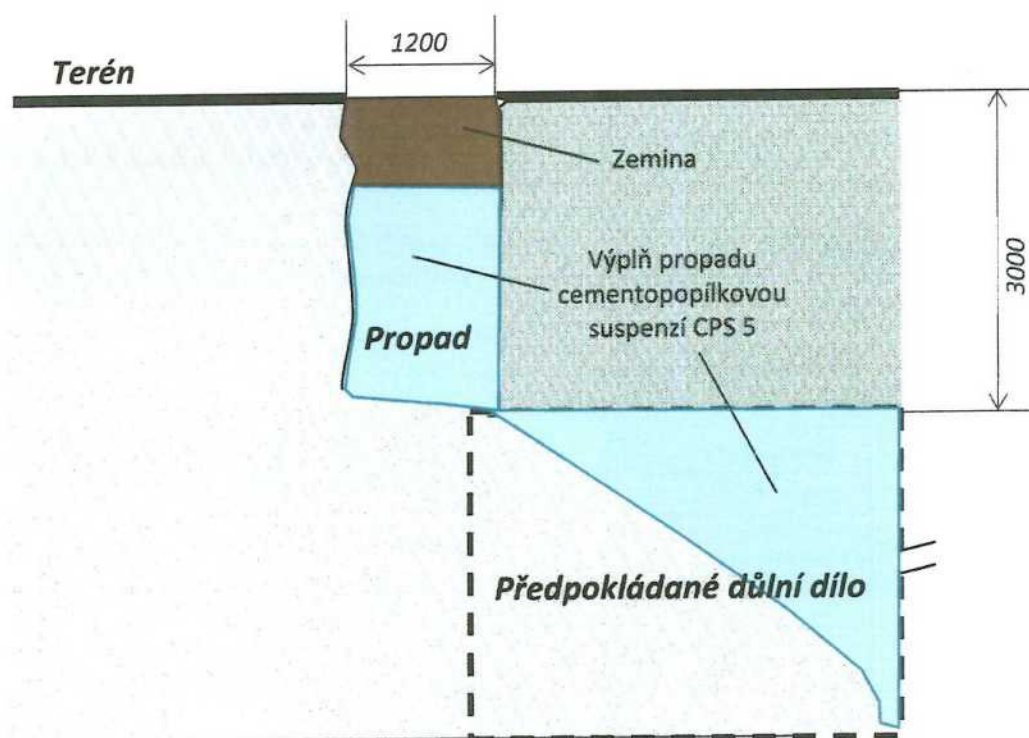 1200
Terén
Zemina
3000
Výplň propadu
cementopopílkovou
suspenzí CPS 5
Propad
Předpokládané důlní dílo